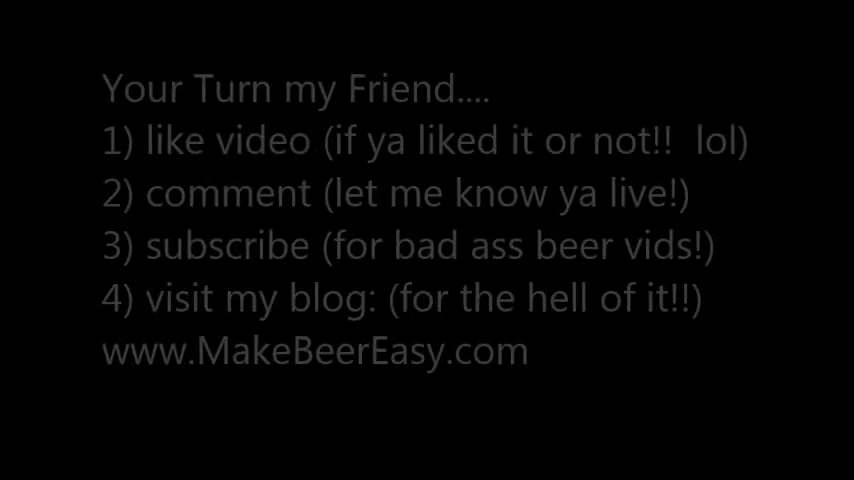 Your Turn my Friend....
1) like video (if ya liked it or not!!  lol)
2) comment (let me know ya live!)
3) subscribe (for bad ass beer vids!)
4) visit my blog: (for the hell of it!!)
www.MakeBeerEasy.com